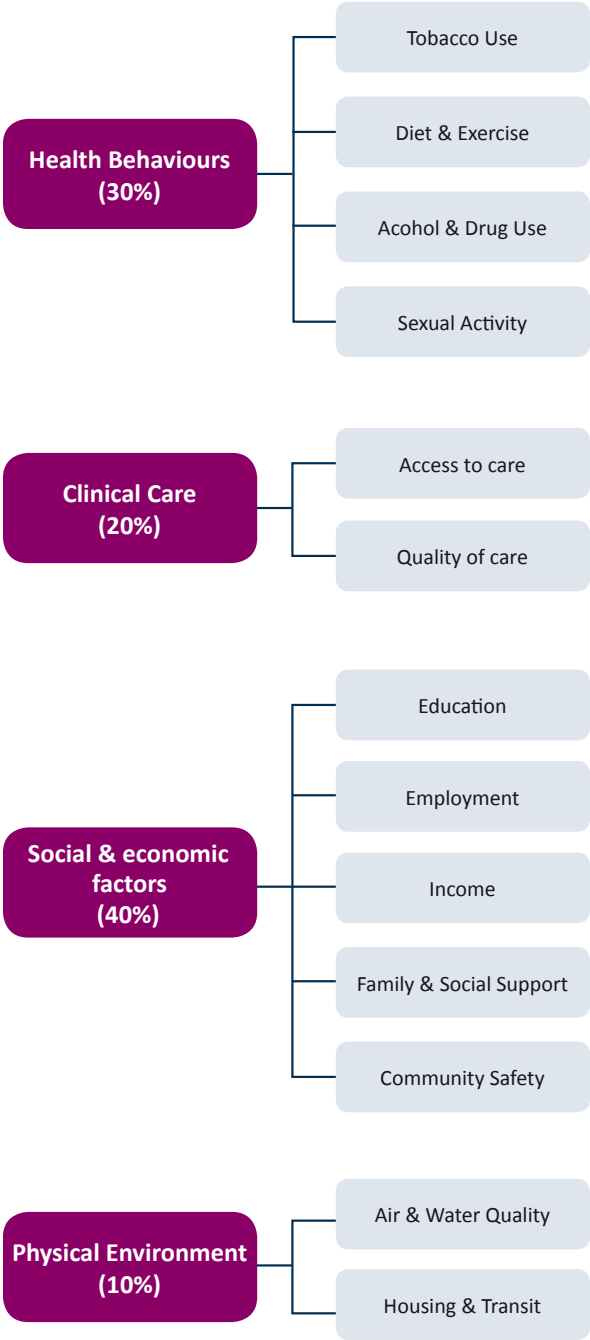 Health Behaviours
(30%)
Tobacco Use
Diet & Exercise
Acohol & Drug Use
Sexual Activity
Clinical Care
(20%)
Access to care
Quality of care
Social & economic
factors
(40%)
Education
Employment
Income
Family & Social Support
Community Safety
Physical Environment
(10%)
Air & Water Quality
Housing & Transit